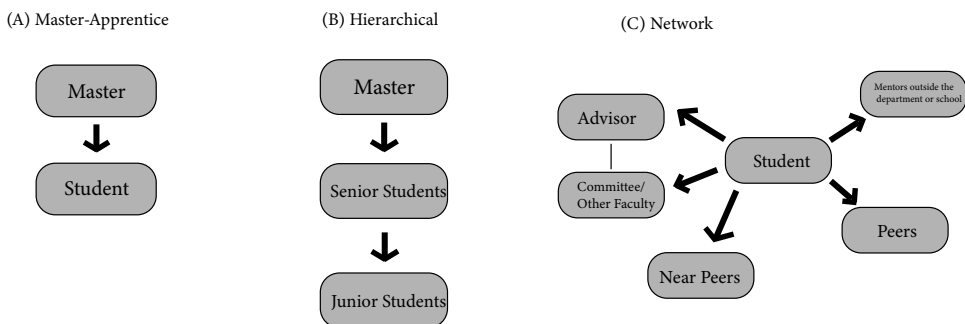 (A) Master-Apprentice
Master
Student
(B) Hierarchical
Master
Senior Students
Junior Students
(C) Network
Mentors outside the
department or school
Advisor
Student
Committee/
Other Faculty
Peers
Near Peers